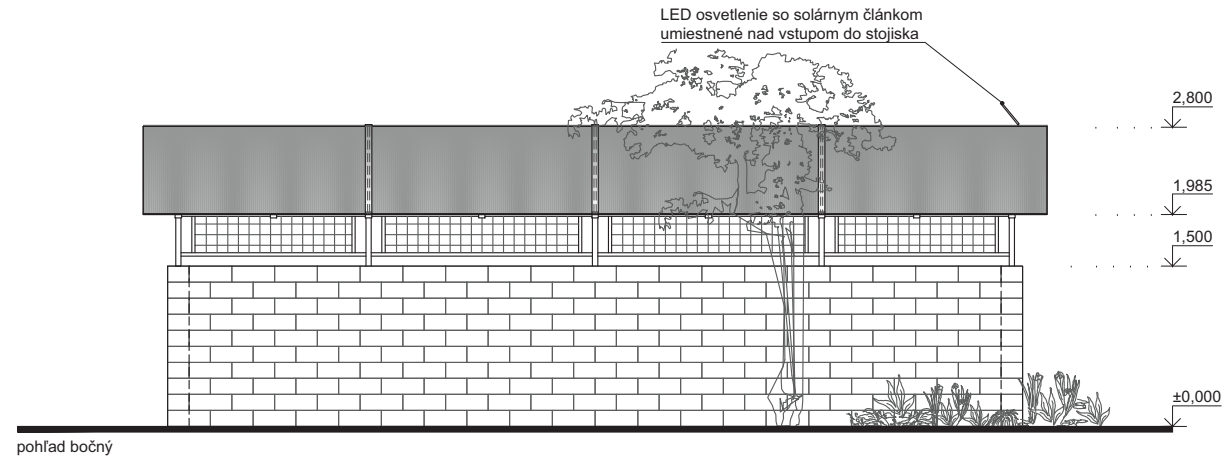 LED osvetlenie so solárnym článkom
umiestnené nad vstupom do stojiska
2,800
1,985
1,500
±0,000
pohľad bočný